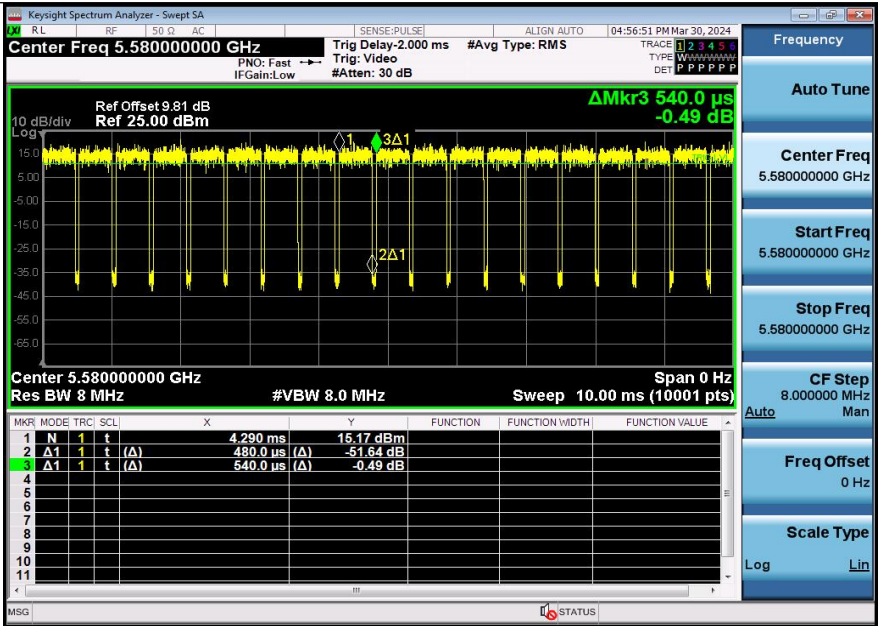 Keysight Spectrum Analyzer - Swept SA
LXI RL RF 50 Ω AC SENSE:PULSE ALIGN AUTO 04:56:51 PM Mar 30, 2024
Center Freq 5.580000000 GHz
PNO: Fast
IFGain:Low
Trig Delay-2.000 ms
Trig: Video
#Atten: 30 dB
#Avg Type: RMS
TRACE 1 2 3 4 5 6
TYPE WWWWWW
DET P P P P P P
Frequency
ΔMkr3 540.0 µs
-0.49 dB
Ref Offset 9.81 dB
10 dB/div Ref 25.00 dBm
Log
15.0
5.00
-5.00
-15.0
-25.0
-35.0
-45.0
-55.0
-65.0
1
3Δ1
2Δ1
Center 5.580000000 GHz Span 0 Hz
Res BW 8 MHz #VBW 8.0 MHz Sweep 10.00 ms (10001 pts)
MKR MODE TRC SCL X Y FUNCTION FUNCTION WIDTH FUNCTION VALUE
1 N 1 t 4.290 ms 15.17 dBm
2 Δ1 1 t (Δ) 480.0 µs (Δ) -51.64 dB
3 Δ1 1 t (Δ) 540.0 µs (Δ) -0.49 dB
4
5
6
7
8
9
10
11
MSG STATUS
Auto Tune
Center Freq
5.580000000 GHz
Start Freq
5.580000000 GHz
Stop Freq
5.580000000 GHz
CF Step
8.000000 MHz
Auto Man
Freq Offset
0 Hz
Scale Type
Log Lin